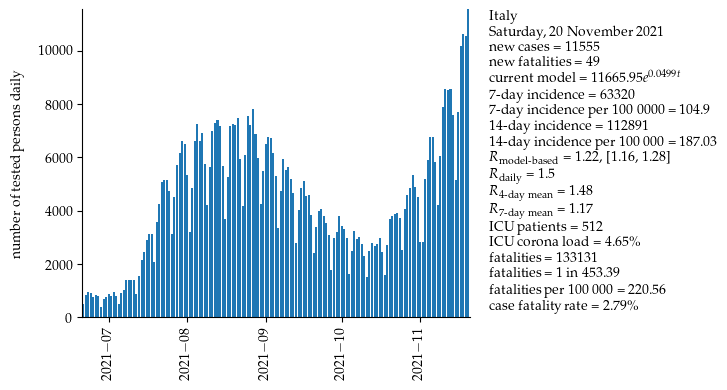 number of tested persons daily
10000
8000
6000
4000
2000
0
2021−07
2021−08
2021−09
2021−10
2021−11
Italy
Saturday, 20 November 2021
new cases = 11555
new fatalities = 49
current model = 11665.95e^0.0499t
7-day incidence = 63320
7-day incidence per 100 0000 = 104.9
14-day incidence = 112891
14-day incidence per 100 000 = 187.03
R model-based = 1.22, [1.16, 1.28]
R daily = 1.5
R 4-day mean = 1.48
R 7-day mean = 1.17
ICU patients = 512
ICU corona load = 4.65%
fatalities = 133131
fatalities = 1 in 453.39
fatalities per 100 000 = 220.56
case fatality rate = 2.79%